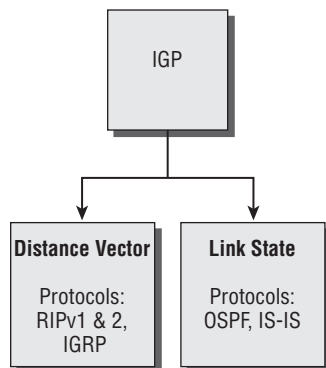 IGP
Distance Vector
Protocols:
RIPv1 & 2,
IGRP
Link State
Protocols:
OSPF, IS-IS